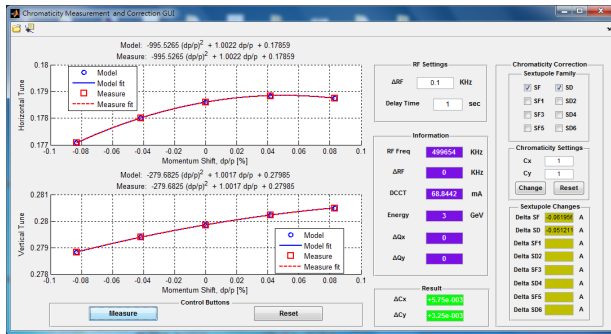 Chromaticity Measurement and Correction GUI
Model: -995.5265 (dp/p)² + 1.0022 dp/p + 0.17859
Measure: -995.5265 (dp/p)² + 1.0022 dp/p + 0.17859
Horizontal Tune
0.18
0.179
0.178
0.177
Model
Model fit
Measure
Measure fit
-0.1 -0.08 -0.06 -0.04 -0.02 0 0.02 0.04 0.06 0.08 0.1
Momentum Shift, dp/p [%]
Model: -279.6825 (dp/p)² + 1.0017 dp/p + 0.27985
Measure: -279.6825 (dp/p)² + 1.0017 dp/p + 0.27985
Vertical Tune
0.281
0.28
0.279
0.278
Model
Model fit
Measure
Measure fit
-0.1 -0.08 -0.06 -0.04 -0.02 0 0.02 0.04 0.06 0.08 0.1
Momentum Shift, dp/p [%]
Control Buttons
Measure Reset
RF Settings
ΔRF 0.1 KHz
Delay Time 1 sec
Information
RF Freq 499654 KHz
ΔRF 0 KHz
DCCT 68.8442 mA
Energy 3 GeV
ΔQx 0
ΔQy 0
Result
ΔCx +5.75e-003
ΔCy +3.25e-003
Chromaticity Correction
Sextupole Family
SF SD
SF1 SD2
SF3 SD4
SF5 SD6
Chromaticity Settings
Cx 1
Cy 1
Change Reset
Sextupole Changes
Delta SF -0.061956 A
Delta SD -0.051211 A
Delta SF1 A
Delta SD2 A
Delta SF3 A
Delta SD4 A
Delta SF5 A
Delta SD6 A